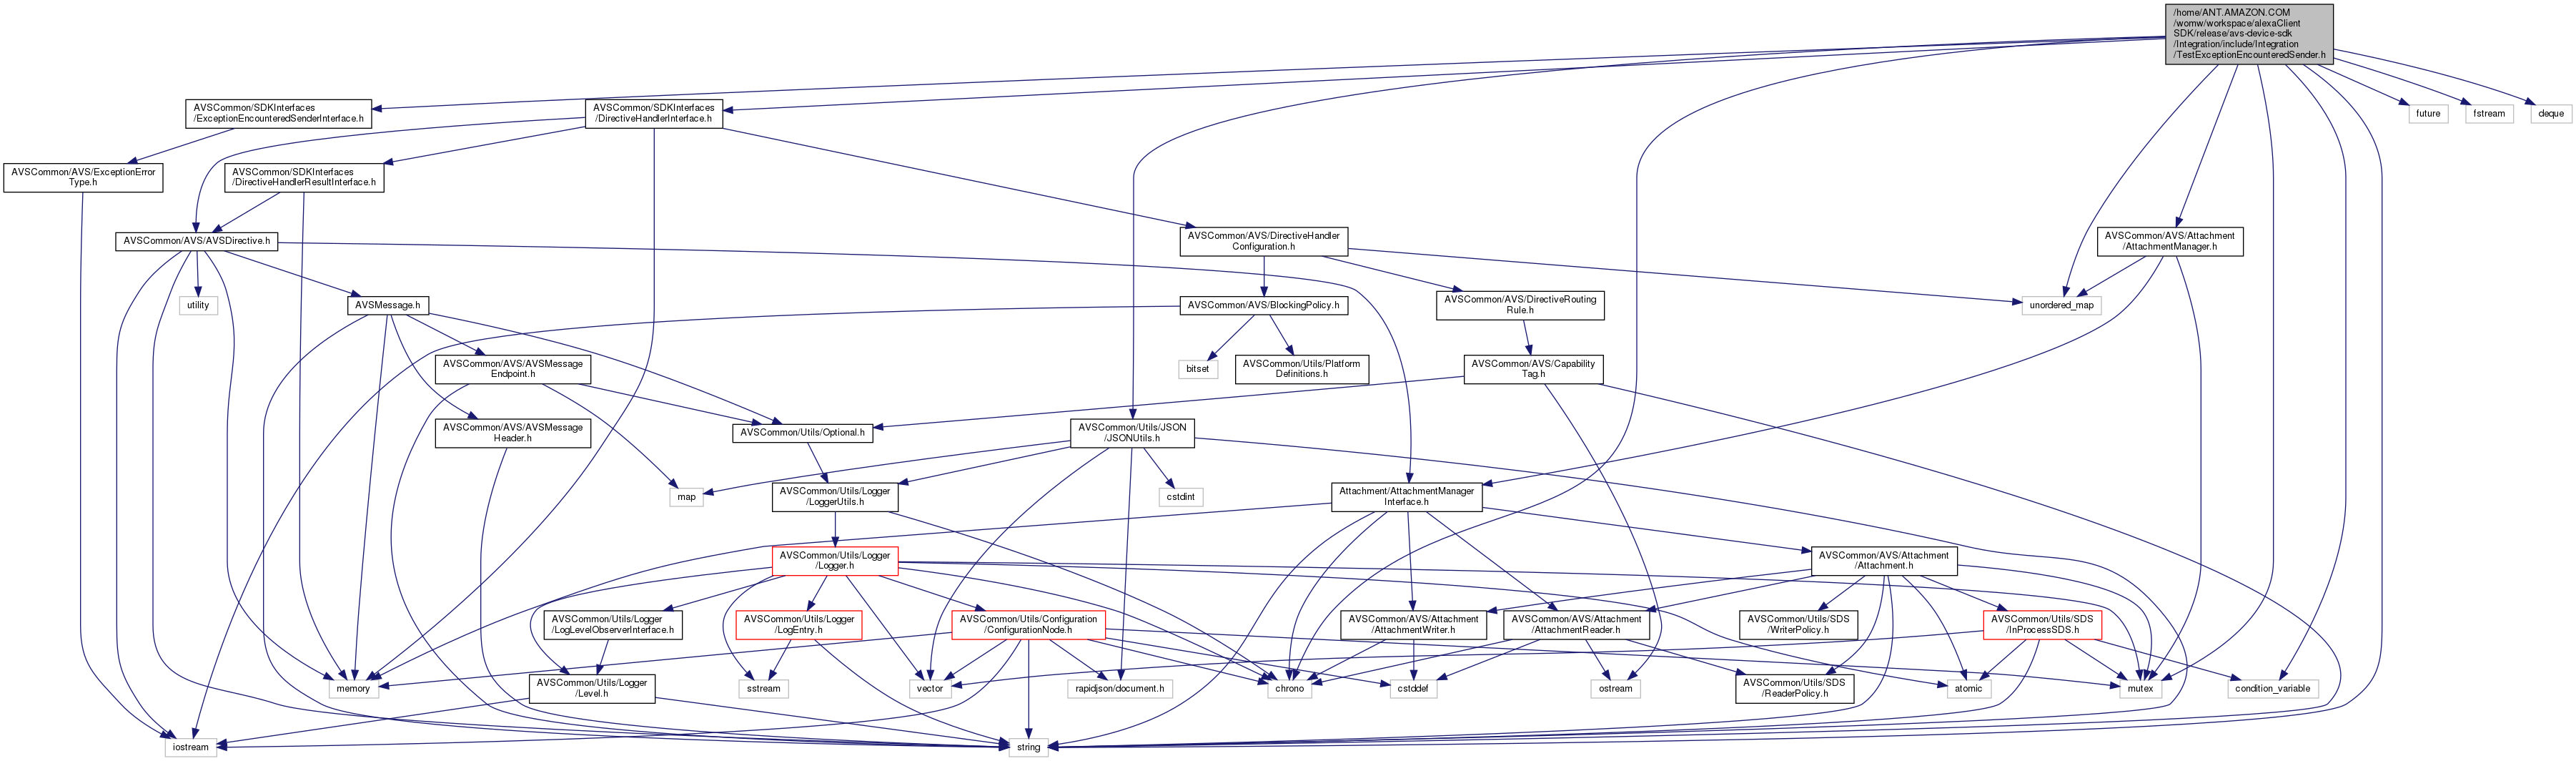 /home/ANT.AMAZON.COM
/womw/workspace/alexaClient
SDK/release/avs-device-sdk
/Integration/include/Integration
/TestExceptionEncounteredSender.h
AVSCommon/SDKInterfaces
/ExceptionEncounteredSenderInterface.h
AVSCommon/SDKInterfaces
/DirectiveHandlerInterface.h
future
fstream
deque
AVSCommon/AVS/ExceptionError
Type.h
AVSCommon/SDKInterfaces
/DirectiveHandlerResultInterface.h
AVSCommon/AVS/AVSDirective.h
AVSCommon/AVS/DirectiveHandler
Configuration.h
AVSCommon/AVS/Attachment
/AttachmentManager.h
utility
AVSMessage.h
AVSCommon/AVS/BlockingPolicy.h
AVSCommon/AVS/DirectiveRouting
Rule.h
unordered_map
AVSCommon/AVS/AVSMessage
Endpoint.h
bitset
AVSCommon/Utils/Platform
Definitions.h
AVSCommon/AVS/Capability
Tag.h
AVSCommon/AVS/AVSMessage
Header.h
AVSCommon/Utils/Optional.h
AVSCommon/Utils/JSON
/JSONUtils.h
map
AVSCommon/Utils/Logger
/LoggerUtils.h
cstdint
Attachment/AttachmentManager
Interface.h
AVSCommon/Utils/Logger
/Logger.h
AVSCommon/AVS/Attachment
/Attachment.h
AVSCommon/Utils/Logger
/LogLevelObserverInterface.h
AVSCommon/Utils/Logger
/LogEntry.h
AVSCommon/Utils/Configuration
/ConfigurationNode.h
AVSCommon/AVS/Attachment
/AttachmentWriter.h
AVSCommon/AVS/Attachment
/AttachmentReader.h
AVSCommon/Utils/SDS
/WriterPolicy.h
AVSCommon/Utils/SDS
/InProcessSDS.h
memory
AVSCommon/Utils/Logger
/Level.h
sstream
vector
rapidjson/document.h
chrono
cstddef
ostream
AVSCommon/Utils/SDS
/ReaderPolicy.h
atomic
mutex
condition_variable
iostream
string